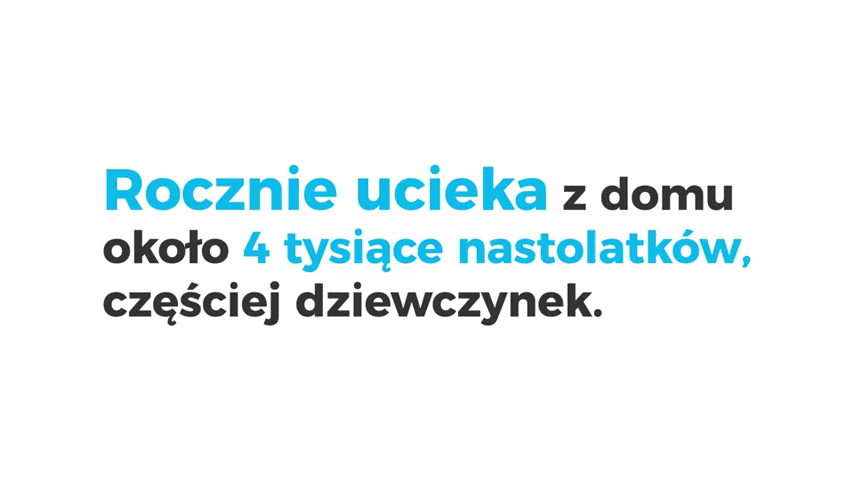 Rocznie ucieka z domu
około 4 tysiące nastolatków,
częściej dziewczynek.